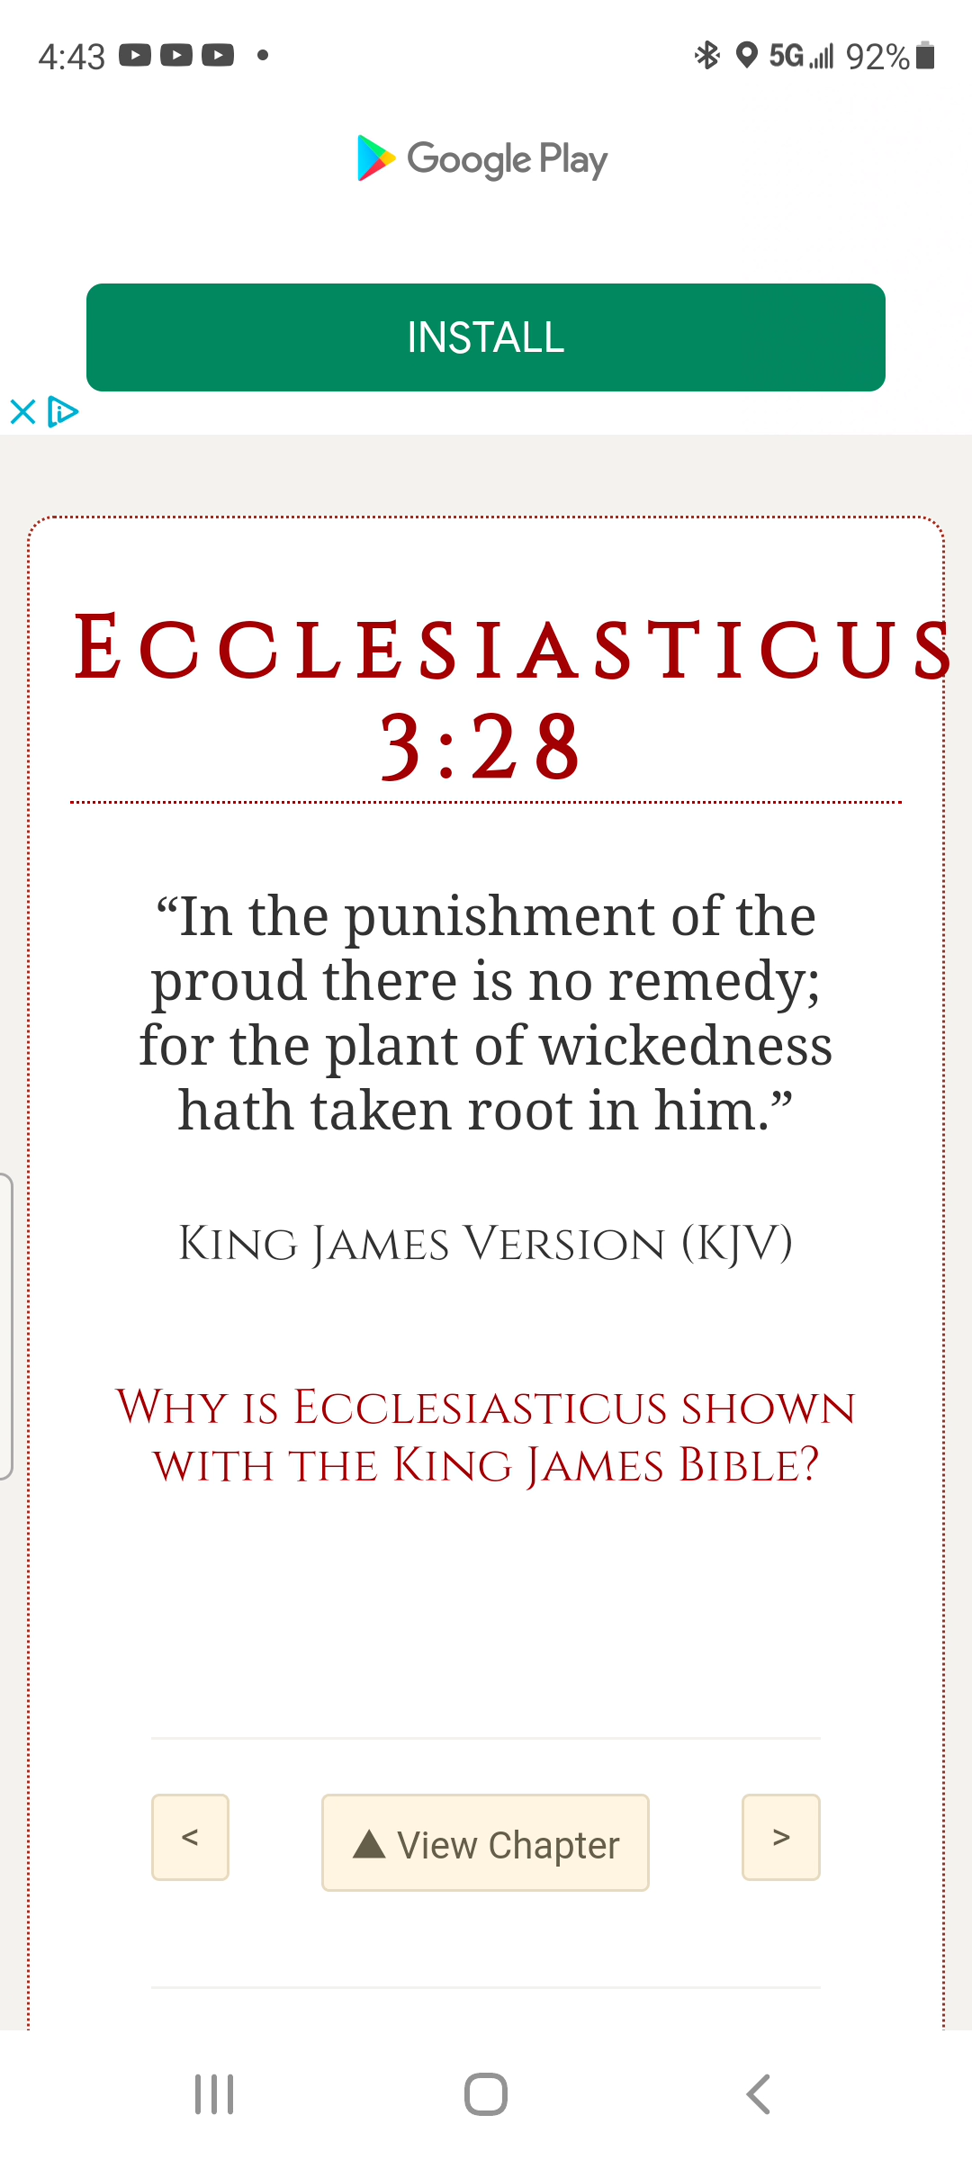 4:43 5G 92%
Google Play
INSTALL
Ecclesiasticus
3:28
“In the punishment of the
proud there is no remedy;
for the plant of wickedness
hath taken root in him.”
King James Version (KJV)
Why is Ecclesiasticus shown
with the King James Bible?
< ▲ View Chapter >